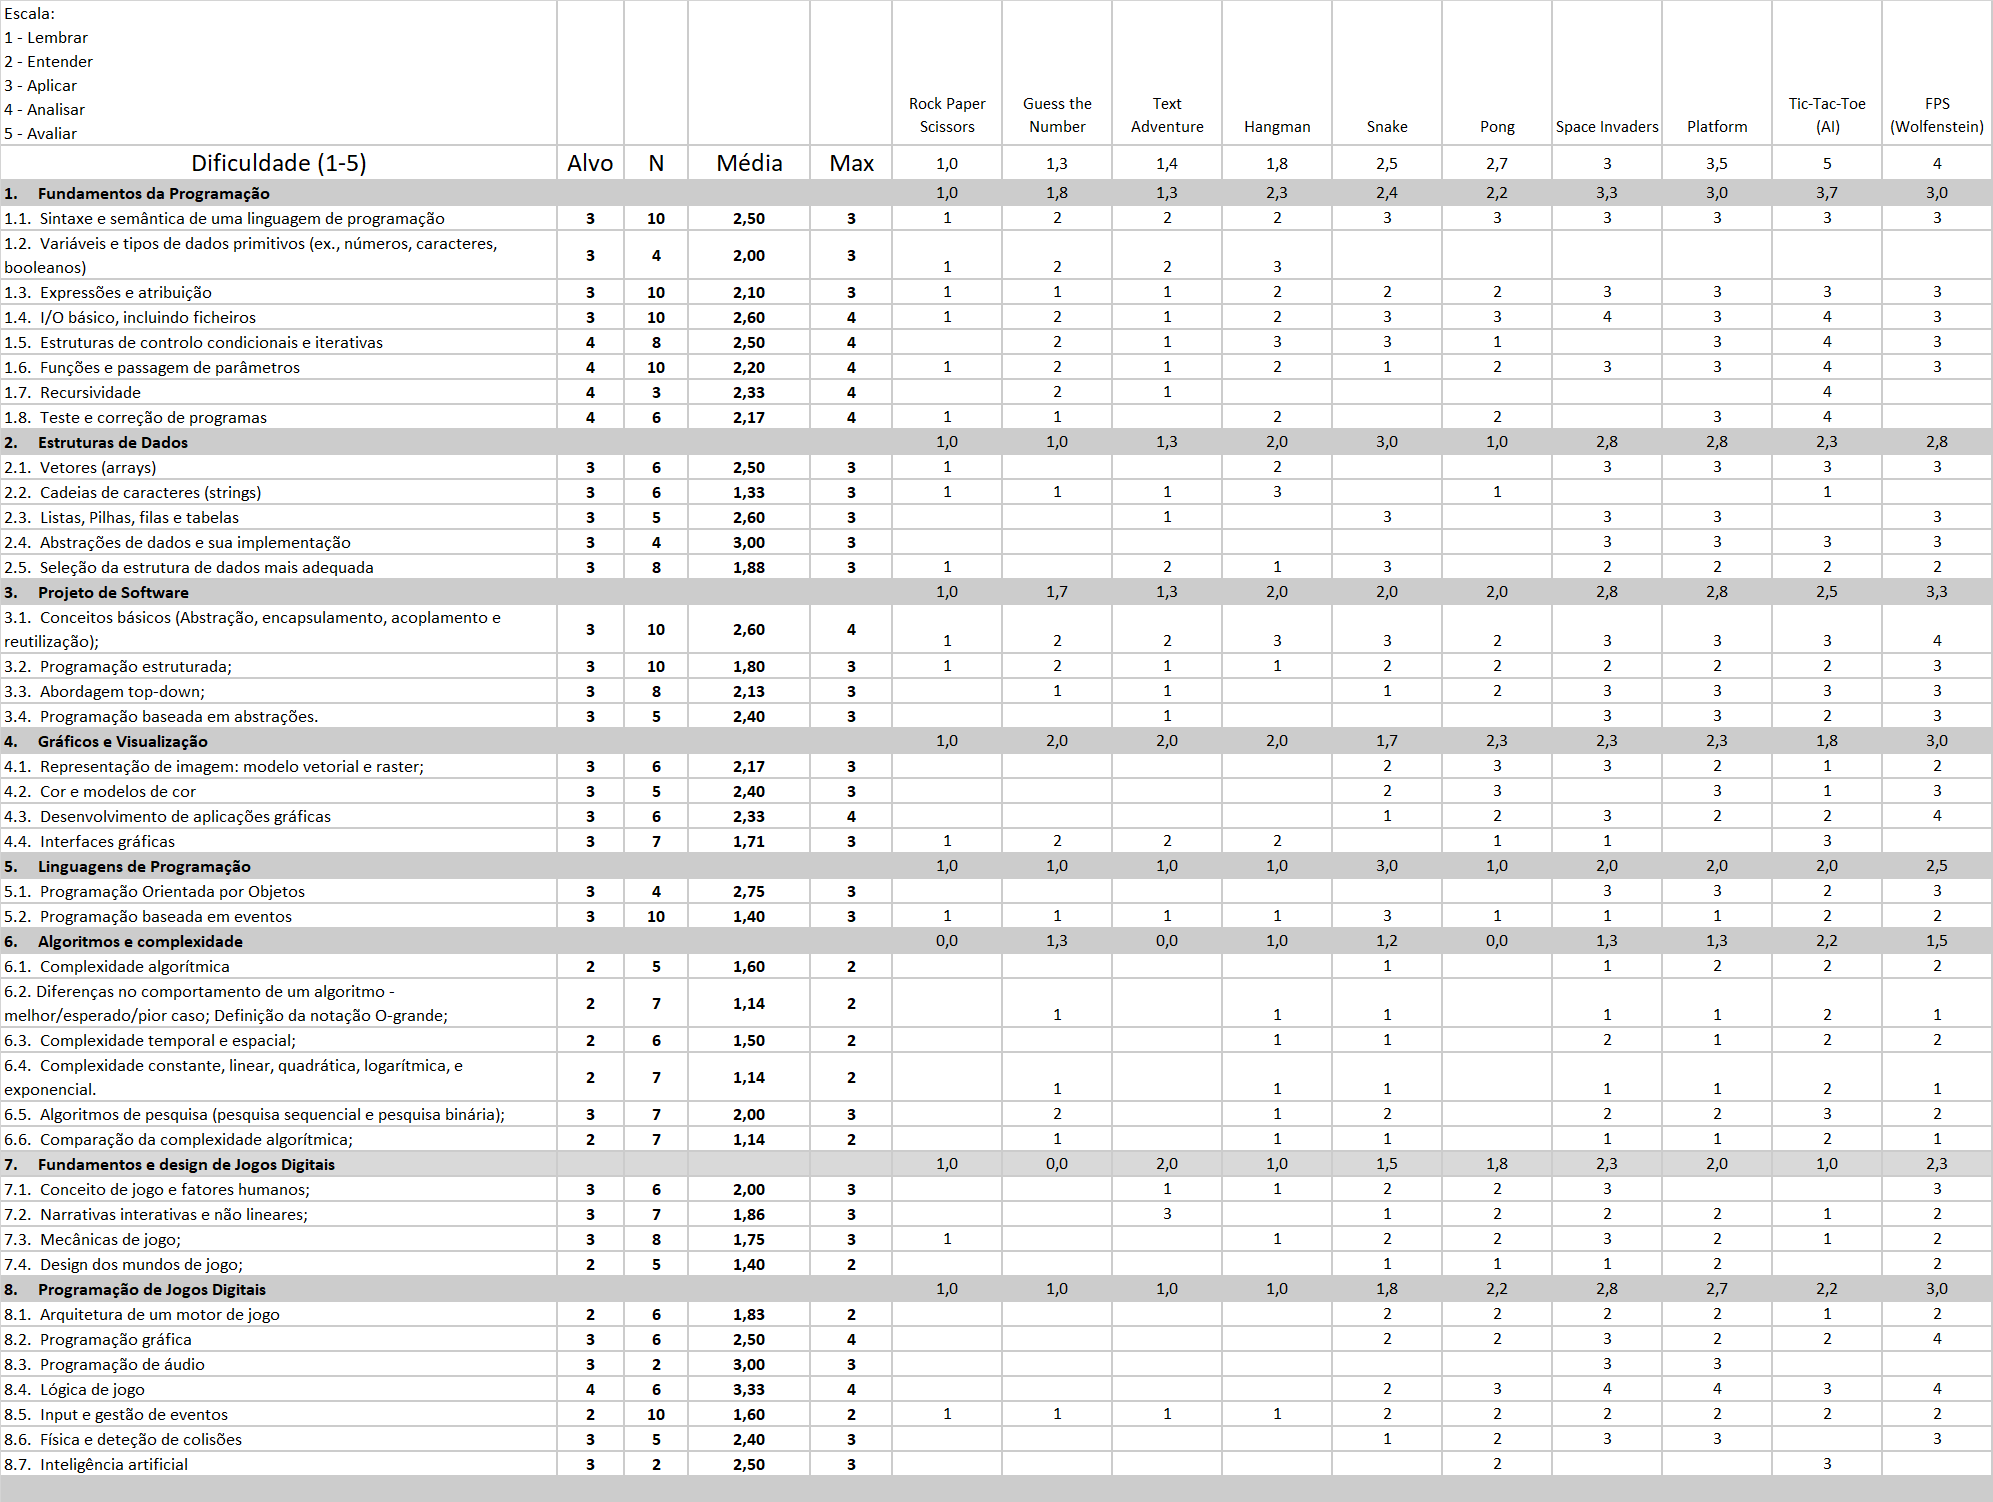 Escala:
1 - Lembrar
2 - Entender
3 - Aplicar
4 - Analisar
5 - Avaliar
Rock Paper Scissors Guess the Number Text Adventure Hangman Snake Pong Space Invaders Platform Tic-Tac-Toe (AI) FPS (Wolfenstein)
Dificuldade (1-5) Alvo N Média Max 1,0 1,3 1,4 1,8 2,5 2,7 3 3,5 5 4
1. Fundamentos da Programação 1,0 1,8 1,3 2,3 2,4 2,2 3,3 3,0 3,7 3,0
1.1. Sintaxe e semântica de uma linguagem de programação 3 10 2,50 3 1 2 2 2 3 3 3 3 3 3
1.2. Variáveis e tipos de dados primitivos (ex., números, caracteres,
booleanos) 3 4 2,00 3 1 2 2 3
1.3. Expressões e atribuição 3 10 2,10 3 1 1 1 2 2 2 3 3 3 3
1.4. I/O básico, incluindo ficheiros 3 10 2,60 4 1 2 1 2 3 3 4 3 4 3
1.5. Estruturas de controlo condicionais e iterativas 4 8 2,50 4 2 1 3 3 1 3 4 3
1.6. Funções e passagem de parâmetros 4 10 2,20 4 1 2 1 2 1 2 3 3 4 3
1.7. Recursividade 4 3 2,33 4 2 1 4
1.8. Teste e correção de programas 4 6 2,17 4 1 1 2 2 3 4
2. Estruturas de Dados 1,0 1,0 1,3 2,0 3,0 1,0 2,8 2,8 2,3 2,8
2.1. Vetores (arrays) 3 6 2,50 3 1 2 3 3 3 3
2.2. Cadeias de caracteres (strings) 3 6 1,33 3 1 1 1 3 1 1
2.3. Listas, Pilhas, filas e tabelas 3 5 2,60 3 1 3 3 3 3
2.4. Abstrações de dados e sua implementação 3 4 3,00 3 3 3 3 3
2.5. Seleção da estrutura de dados mais adequada 3 8 1,88 3 1 2 1 3 2 2 2 2
3. Projeto de Software 1,0 1,7 1,3 2,0 2,0 2,0 2,8 2,8 2,5 3,3
3.1. Conceitos básicos (Abstração, encapsulamento, acoplamento e
reutilização); 3 10 2,60 4 1 2 2 3 3 2 3 3 3 4
3.2. Programação estruturada; 3 10 1,80 3 1 2 1 1 2 2 2 2 2 3
3.3. Abordagem top-down; 3 8 2,13 3 1 1 1 2 3 3 3 3
3.4. Programação baseada em abstrações. 3 5 2,40 3 1 3 3 2 3
4. Gráficos e Visualização 1,0 2,0 2,0 2,0 1,7 2,3 2,3 2,3 1,8 3,0
4.1. Representação de imagem: modelo vetorial e raster; 3 6 2,17 3 2 3 3 2 1 2
4.2. Cor e modelos de cor 3 5 2,40 3 2 3 3 1 3
4.3. Desenvolvimento de aplicações gráficas 3 6 2,33 4 1 2 3 2 2 4
4.4. Interfaces gráficas 3 7 1,71 3 1 2 2 2 1 1 3
5. Linguagens de Programação 1,0 1,0 1,0 1,0 3,0 1,0 2,0 2,0 2,0 2,5
5.1. Programação Orientada por Objetos 3 4 2,75 3 3 3 2 3
5.2. Programação baseada em eventos 3 10 1,40 3 1 1 1 1 3 1 1 1 2 2
6. Algoritmos e complexidade 0,0 1,3 0,0 1,0 1,2 0,0 1,3 1,3 2,2 1,5
6.1. Complexidade algorítmica 2 5 1,60 2 1 1 2 2 2
6.2. Diferenças no comportamento de um algoritmo -
melhor/esperado/pior caso; Definição da notação O-grande; 2 7 1,14 2 1 1 1 1 1 2 1
6.3. Complexidade temporal e espacial; 2 6 1,50 2 1 1 2 1 2 2
6.4. Complexidade constante, linear, quadrática, logarítmica, e
exponencial. 2 7 1,14 2 1 1 1 1 1 2 1
6.5. Algoritmos de pesquisa (pesquisa sequencial e pesquisa binária); 3 7 2,00 3 2 1 2 2 2 3 2
6.6. Comparação da complexidade algorítmica; 2 7 1,14 2 1 1 1 1 1 2 1
7. Fundamentos e design de Jogos Digitais 1,0 0,0 2,0 1,0 1,5 1,8 2,3 2,0 1,0 2,3
7.1. Conceito de jogo e fatores humanos; 3 6 2,00 3 1 1 2 2 3 3
7.2. Narrativas interativas e não lineares; 3 7 1,86 3 3 1 2 2 2 1 2
7.3. Mecânicas de jogo; 3 8 1,75 3 1 1 2 2 3 2 1 2
7.4. Design dos mundos de jogo; 2 5 1,40 2 1 1 1 2 2
8. Programação de Jogos Digitais 1,0 1,0 1,0 1,0 1,8 2,2 2,8 2,7 2,2 3,0
8.1. Arquitetura de um motor de jogo 2 6 1,83 2 2 2 2 2 1 2
8.2. Programação gráfica 3 6 2,50 4 2 2 3 2 2 4
8.3. Programação de áudio 3 2 3,00 3 3 3
8.4. Lógica de jogo 4 6 3,33 4 2 3 4 4 3 4
8.5. Input e gestão de eventos 2 10 1,60 2 1 1 1 1 2 2 2 2 2 2
8.6. Física e deteção de colisões 3 5 2,40 3 1 2 3 3 3
8.7. Inteligência artificial 3 2 2,50 3 2 3